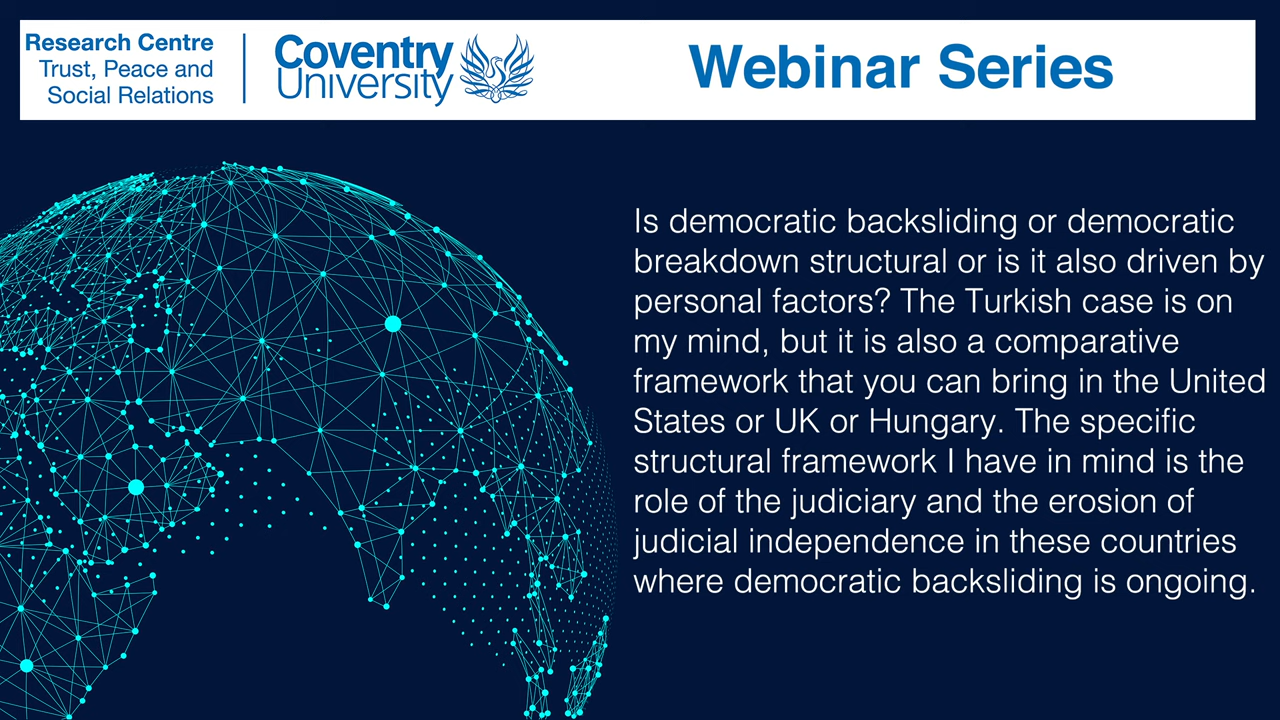 Research Centre
Trust, Peace and
Social Relations
Coventry
University
Webinar Series
Is democratic backsliding or democratic
breakdown structural or is it also driven by
personal factors? The Turkish case is on
my mind, but it is also a comparative
framework that you can bring in the United
States or UK or Hungary. The specific
structural framework I have in mind is the
role of the judiciary and the erosion of
judicial independence in these countries
where democratic backsliding is ongoing.